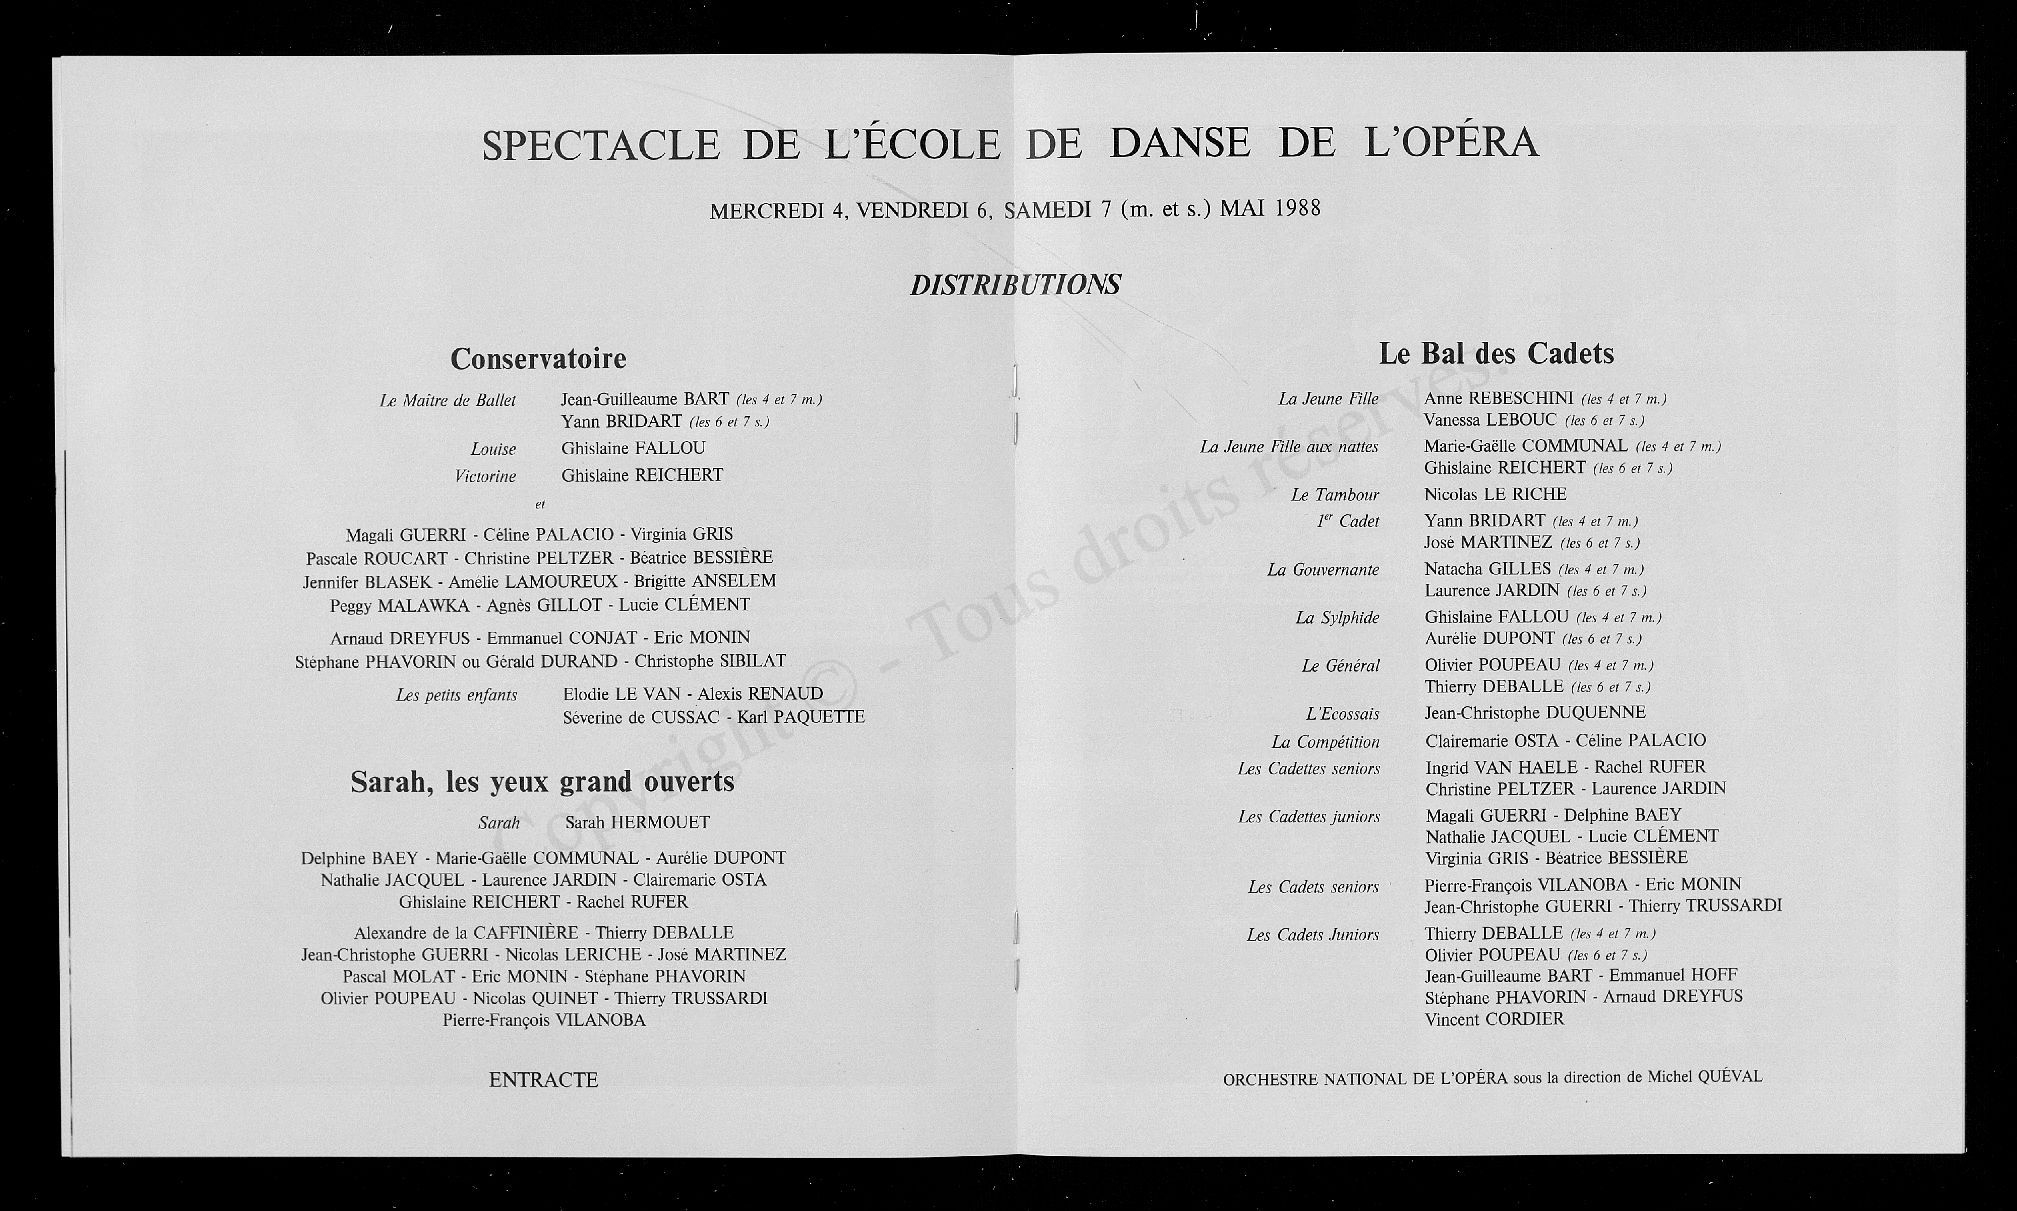 SPECTACLE DE L'ÉCOLE DE DANSE DE L'OPÉRA
MERCREDI 4, VENDREDI 6, SAMEDI 7 (m. et s.) MAI 1988
DISTRIBUTIONS
Conservatoire
Le Maitre de Ballet Jean-Guilleaume BART (les 4 et 7 m.)
Yann BRIDART (les 6 et 7 s.)
Louise Ghislaine FALLOU
Victorine Ghislaine REICHERT
et
Magali GUERRI - Céline PALACIO - Virginia GRIS
Pascale ROUCART - Christine PELTZER - Béatrice BESSIÈRE
Jennifer BLASEK - Amélie LAMOUREUX - Brigitte ANSELEM
Peggy MALAWKA - Agnès GILLOT - Lucie CLÉMENT
Arnaud DREYFUS - Emmanuel CONJAT - Eric MONIN
Stéphane PHAVORIN ou Gérald DURAND - Christophe SIBILAT
Les petits enfants Elodie LE VAN - Alexis RENAUD
Séverine de CUSSAC - Karl PAQUETTE
Sarah, les yeux grand ouverts
Sarah Sarah HERMOUET
Delphine BAEY - Marie-Gaëlle COMMUNAL - Aurélie DUPONT
Nathalie JACQUEL - Laurence JARDIN - Clairemarie OSTA
Ghislaine REICHERT - Rachel RUFER
Alexandre de la CAFFINIÈRE - Thierry DEBALLE
Jean-Christophe GUERRI - Nicolas LERICHE - José MARTINEZ
Pascal MOLAT - Eric MONIN - Stéphane PHAVORIN
Olivier POUPEAU - Nicolas QUINET - Thierry TRUSSARDI
Pierre-François VILANOBA
ENTRACTE
Le Bal des Cadets
La Jeune Fille Anne REBESCHINI (les 4 et 7 m.)
Vanessa LEBOUC (les 6 et 7 s.)
La Jeune Fille aux nattes Marie-Gaëlle COMMUNAL (les 4 et 7 m.)
Ghislaine REICHERT (les 6 et 7 s.)
Le Tambour Nicolas LE RICHE
1er Cadet Yann BRIDART (les 4 et 7 m.)
José MARTINEZ (les 6 et 7 s.)
La Gouvernante Natacha GILLES (les 4 et 7 m.)
Laurence JARDIN (les 6 et 7 s.)
La Sylphide Ghislaine FALLOU (les 4 et 7 m.)
Aurélie DUPONT (les 6 et 7 s.)
Le Général Olivier POUPEAU (les 4 et 7 m.)
Thierry DEBALLE (les 6 et 7 s.)
L'Ecossais Jean-Christophe DUQUENNE
La Compétition Clairemarie OSTA - Céline PALACIO
Les Cadettes seniors Ingrid VAN HAELE - Rachel RUFER
Christine PELTZER - Laurence JARDIN
Les Cadettes juniors Magali GUERRI - Delphine BAEY
Nathalie JACQUEL - Lucie CLÉMENT
Virginia GRIS - Béatrice BESSIÈRE
Les Cadets seniors Pierre-François VILANOBA - Eric MONIN
Jean-Christophe GUERRI - Thierry TRUSSARDI
Les Cadets Juniors Thierry DEBALLE (les 4 et 7 m.)
Olivier POUPEAU (les 6 et 7 s.)
Jean-Guilleaume BART - Emmanuel HOFF
Stéphane PHAVORIN - Arnaud DREYFUS
Vincent CORDIER
ORCHESTRE NATIONAL DE L'OPÉRA sous la direction de Michel QUÉVAL
Copyright © - Tous droits réservés.